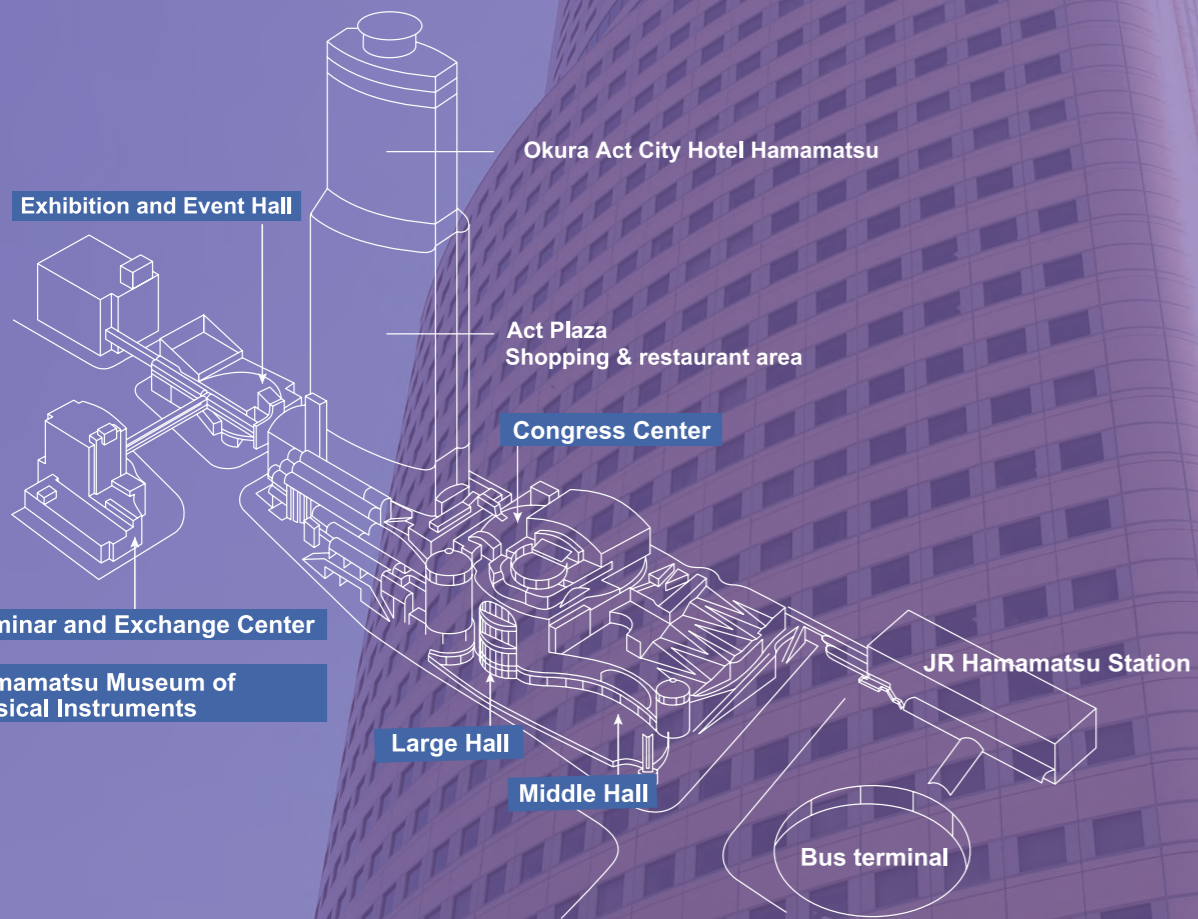 Okura Act City Hotel Hamamatsu
Exhibition and Event Hall
Act Plaza
Shopping & restaurant area
Congress Center
minar and Exchange Center
JR Hamamatsu Station
mamatsu Museum of
sical Instruments
Large Hall
Middle Hall
Bus terminal